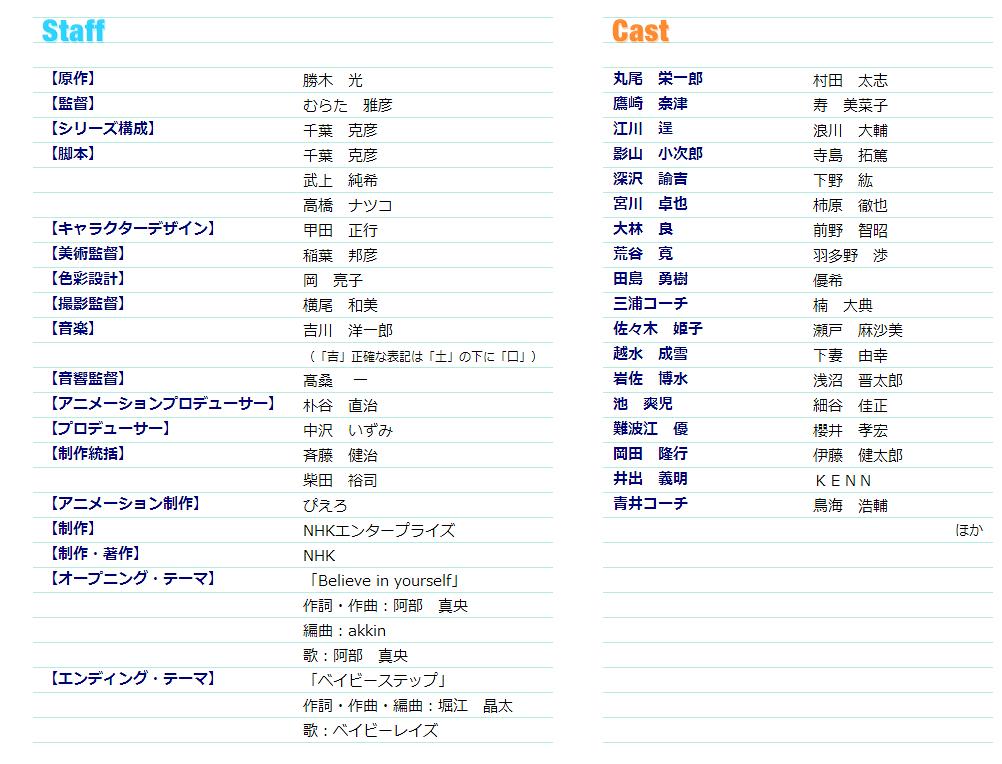 Staff
【原作】 勝木　光
【監督】 むらた　雅彦
【シリーズ構成】 千葉　克彦
【脚本】 千葉　克彦
武上　純希
高橋　ナツコ
【キャラクターデザイン】 甲田　正行
【美術監督】 稲葉　邦彦
【色彩設計】 岡　亮子
【撮影監督】 横尾　和美
【音楽】 吉川　洋一郎
（「吉」正確な表記は「土」の下に「口」）
【音響監督】 高桑　一
【アニメーションプロデューサー】 朴谷　直治
【プロデューサー】 中沢　いずみ
【制作統括】 斉藤　健治
柴田　裕司
【アニメーション制作】 ぴえろ
【制作】 NHKエンタープライズ
【制作・著作】 NHK
【オープニング・テーマ】 「Believe in yourself」
作詞・作曲：阿部　真央
編曲：akkin
歌：阿部　真央
【エンディング・テーマ】 「ベイビーステップ」
作詞・作曲・編曲：堀江　晶太
歌：ベイビーレイズ
Cast
丸尾　栄一郎 村田　太志
鷹崎　奈津 寿　美菜子
江川　逞 浪川　大輔
影山　小次郎 寺島　拓篤
深沢　諭吉 下野　紘
宮川　卓也 柿原　徹也
大林　良 前野　智昭
荒谷　寛 羽多野　渉
田島　勇樹 優希
三浦コーチ 楠　大典
佐々木　姫子 瀬戸　麻沙美
越水　成雪 下妻　由幸
岩佐　博水 浅沼　晋太郎
池　爽児 細谷　佳正
難波江　優 櫻井　孝宏
岡田　隆行 伊藤　健太郎
井出　義明 ＫＥＮＮ
青井コーチ 鳥海　浩輔
ほか